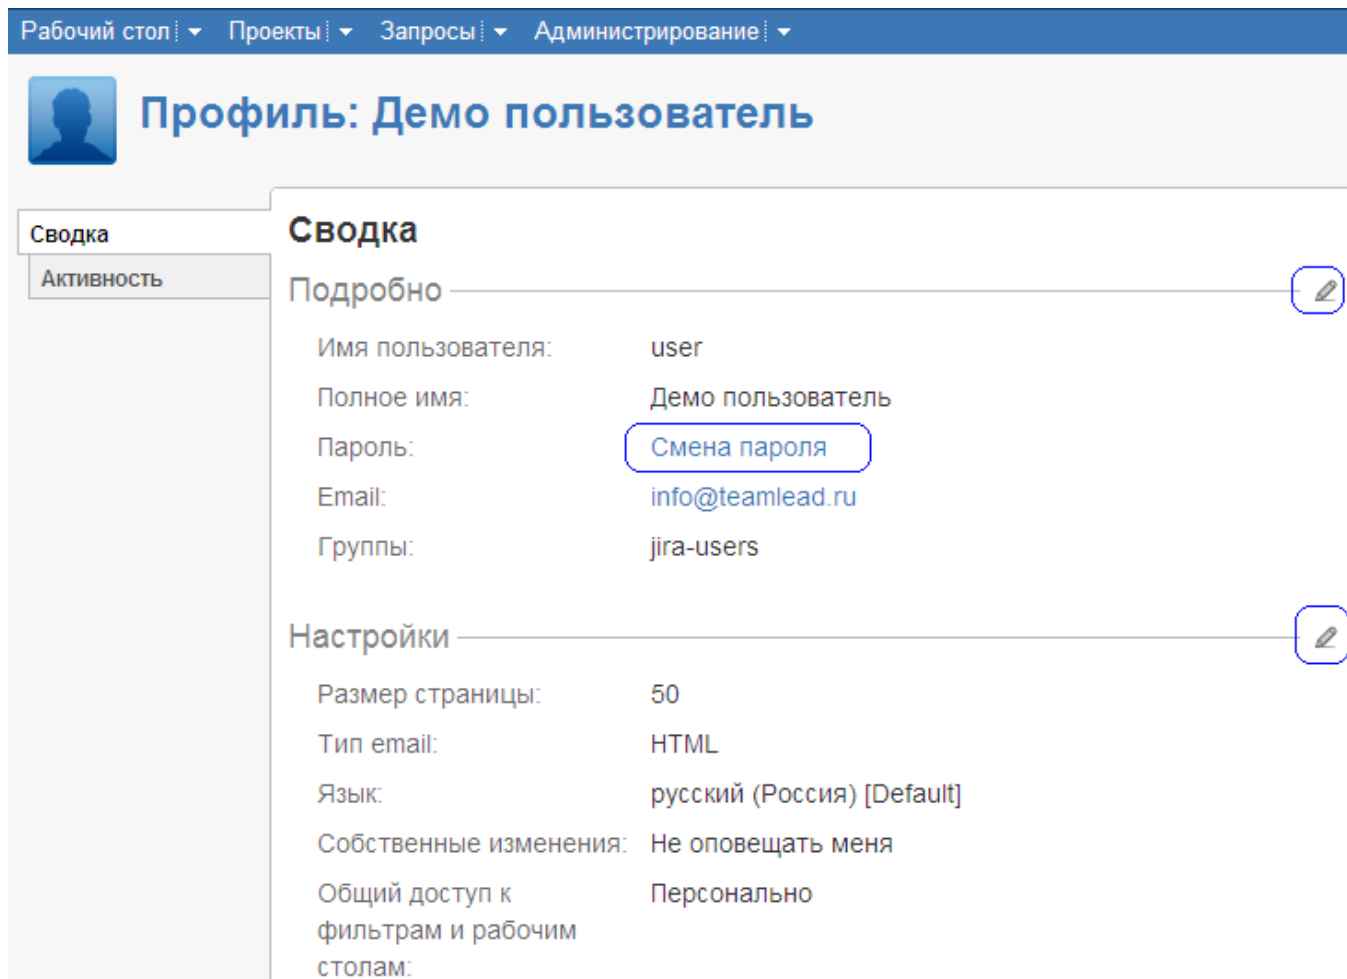 Рабочий стол Проекты Запросы Администрирование
Профиль: Демо пользователь
Сводка
Активность
Сводка
Подробно
Имя пользователя: user
Полное имя: Демо пользователь
Пароль: Смена пароля
Email: info@teamlead.ru
Группы: jira-users
Настройки
Размер страницы: 50
Тип email: HTML
Язык: русский (Россия) [Default]
Собственные изменения: Не оповещать меня
Общий доступ к Персонально
фильтрам и рабочим
столам: